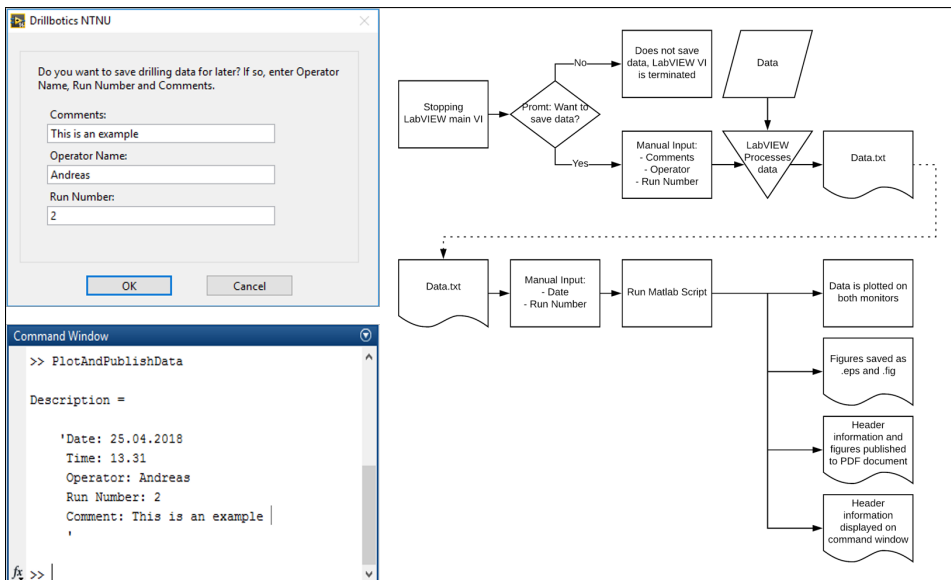 Drillbotics NTNU
Do you want to save drilling data for later? If so, enter Operator
Name, Run Number and Comments.
Comments:
This is an example
Operator Name:
Andreas
Run Number:
2
OK
Cancel
Command Window
>> PlotAndPublishData
Description =
'Date: 25.04.2018
Time: 13.31
Operator: Andreas
Run Number: 2
Comment: This is an example
'
fx >>
Stopping
LabVIEW main VI
Promt: Want to
save data?
No
Does not save
data, LabVIEW VI
is terminated
Data
Yes
Manual Input:
- Comments
- Operator
- Run Number
LabVIEW
Processes
data
Data.txt
Data.txt
Manual Input:
- Date
- Run Number
Run Matlab Script
Data is plotted on
both monitors
Figures saved as
.eps and .fig
Header
information and
figures published
to PDF document
Header
information
displayed on
command window